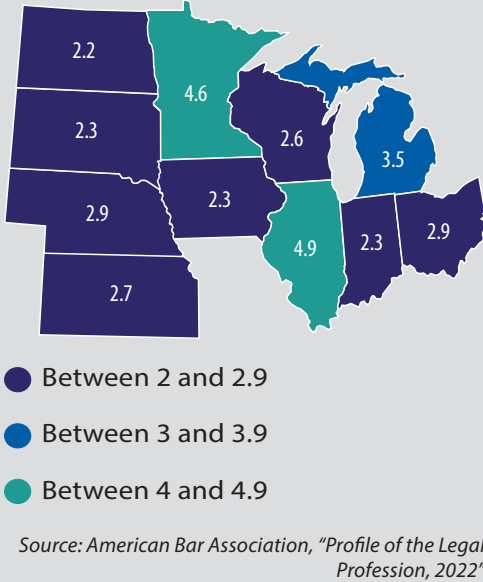 2.2
4.6
2.3
2.6
3.5
2.9
2.3
4.9
2.3
2.9
2.7
Between 2 and 2.9
Between 3 and 3.9
Between 4 and 4.9
Source: American Bar Association, “Profile of the Legal
Profession, 2022”